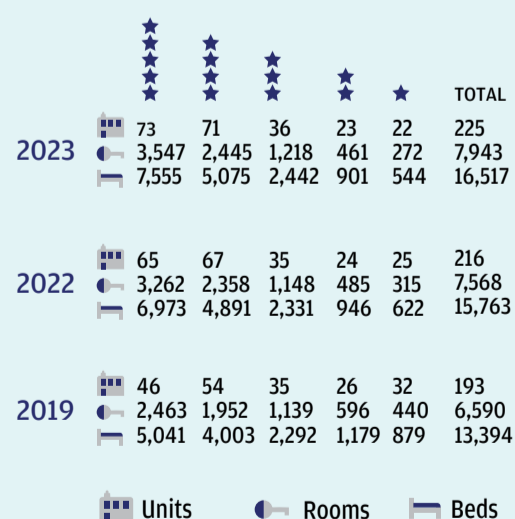 TOTAL
73 71 36 23 22 225
2023 3,547 2,445 1,218 461 272 7,943
7,555 5,075 2,442 901 544 16,517
65 67 35 24 25 216
2022 3,262 2,358 1,148 485 315 7,568
6,973 4,891 2,331 946 622 15,763
46 54 35 26 32 193
2019 2,463 1,952 1,139 596 440 6,590
5,041 4,003 2,292 1,179 879 13,394
Units Rooms Beds